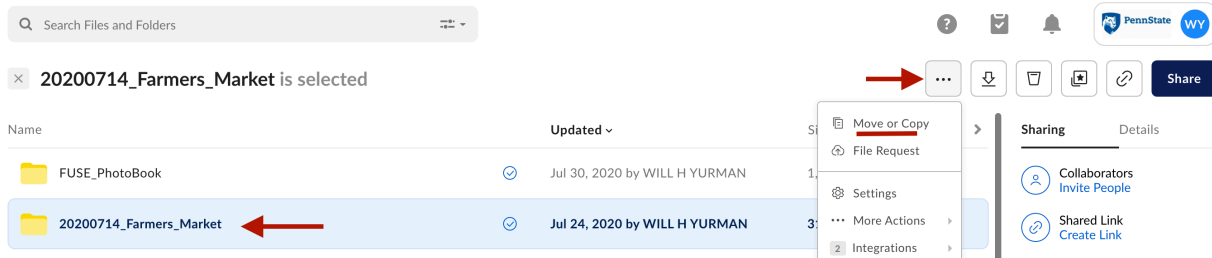 Search Files and Folders
PennState
WY
20200714_Farmers_Market is selected
Share
Name
Updated
Move or Copy
File Request
Settings
More Actions
2 Integrations
Sharing
Details
FUSE_PhotoBook
Jul 30, 2020 by WILL H YURMAN
20200714_Farmers_Market
Jul 24, 2020 by WILL H YURMAN
Collaborators
Invite People
Shared Link
Create Link